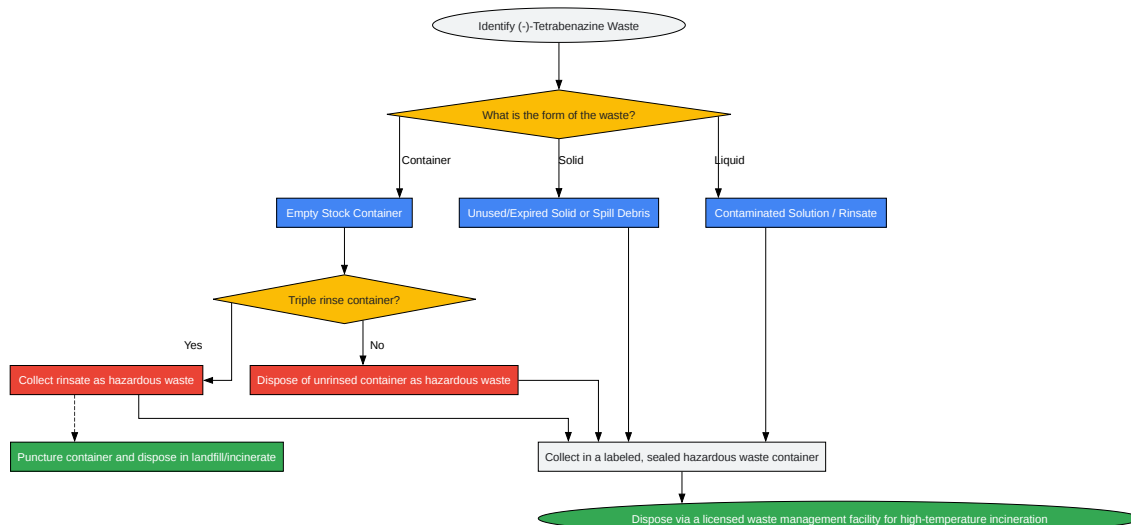 Identify (-)-Tetrabenazine Waste
What is the form of the waste?
Container
Solid
Liquid
Empty Stock Container
Unused/Expired Solid or Spill Debris
Contaminated Solution / Rinsate
Triple rinse container?
Yes
No
Collect rinsate as hazardous waste
Dispose of unrinsed container as hazardous waste
Puncture container and dispose in landfill/incinerate
Collect in a labeled, sealed hazardous waste container
Dispose via a licensed waste management facility for high-temperature incineration